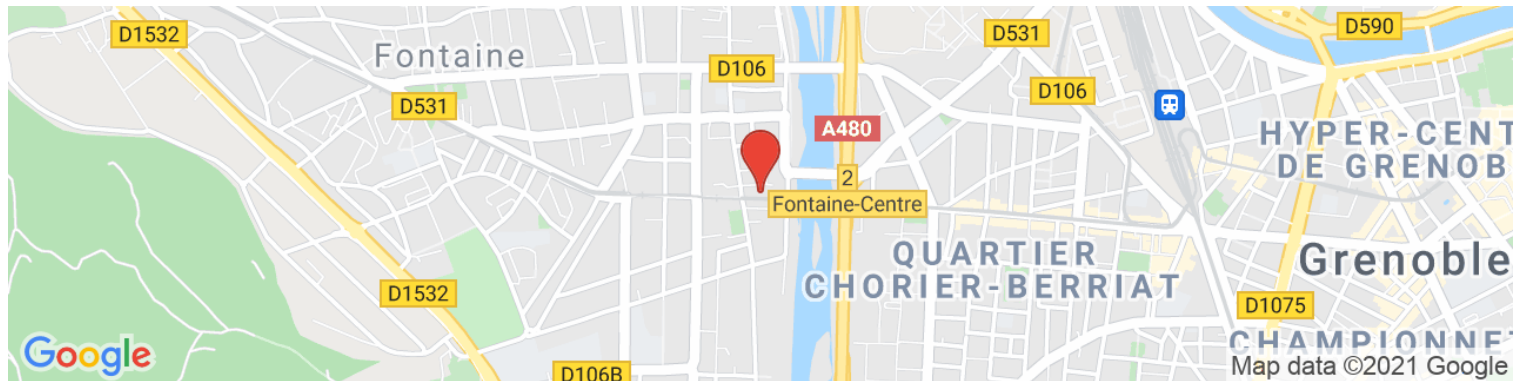 D1532
Fontaine
D531
D106
D531
D590
D106
A480
HYPER-CENT
DE GRENOB
2
Fontaine-Centre
QUARTIER
CHORIER-BERRIAT
Grenoble
D1532
D1075
CHAMPIONNET
Google
D106B
Map data ©2021 Google